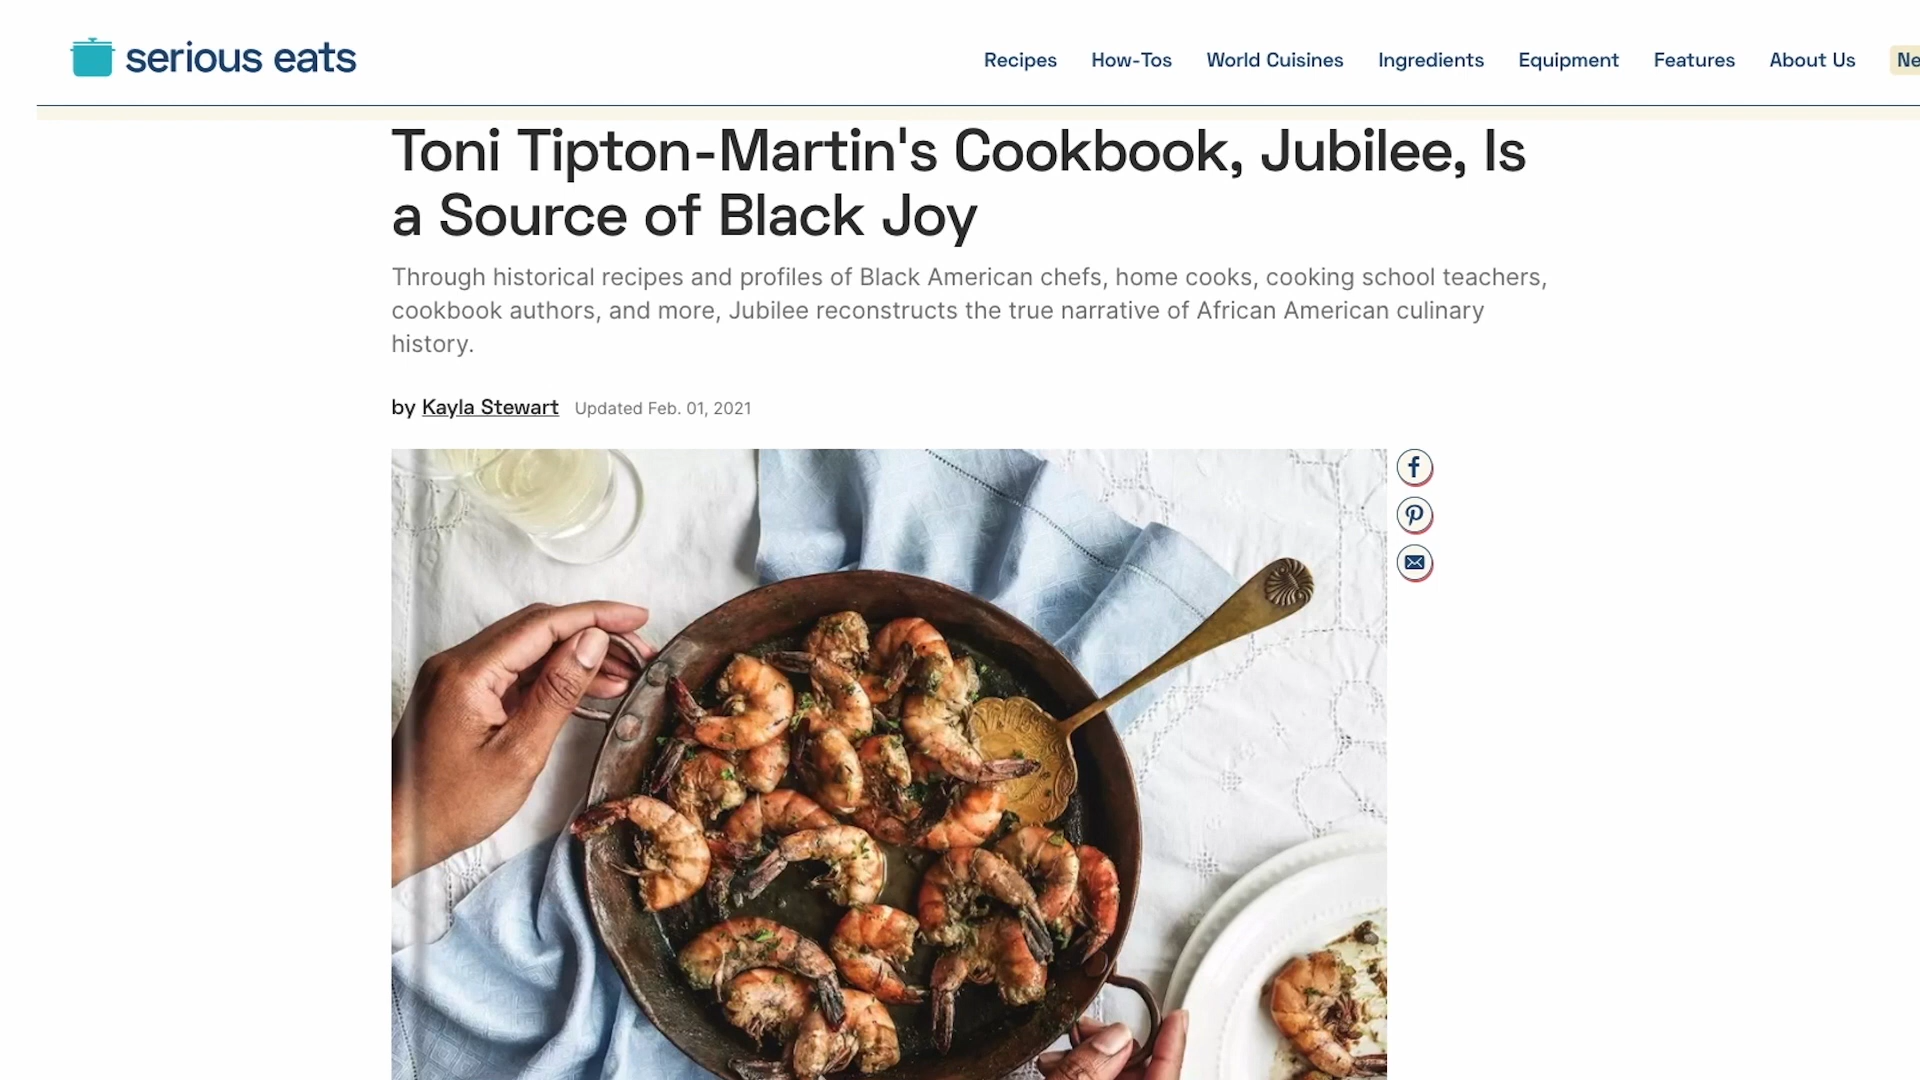 serious eats
Recipes How-Tos World Cuisines Ingredients Equipment Features About Us
Toni Tipton-Martin's Cookbook, Jubilee, Is
a Source of Black Joy
Through historical recipes and profiles of Black American chefs, home cooks, cooking school teachers,
cookbook authors, and more, Jubilee reconstructs the true narrative of African American culinary
history.
by Kayla Stewart Updated Feb. 01, 2021